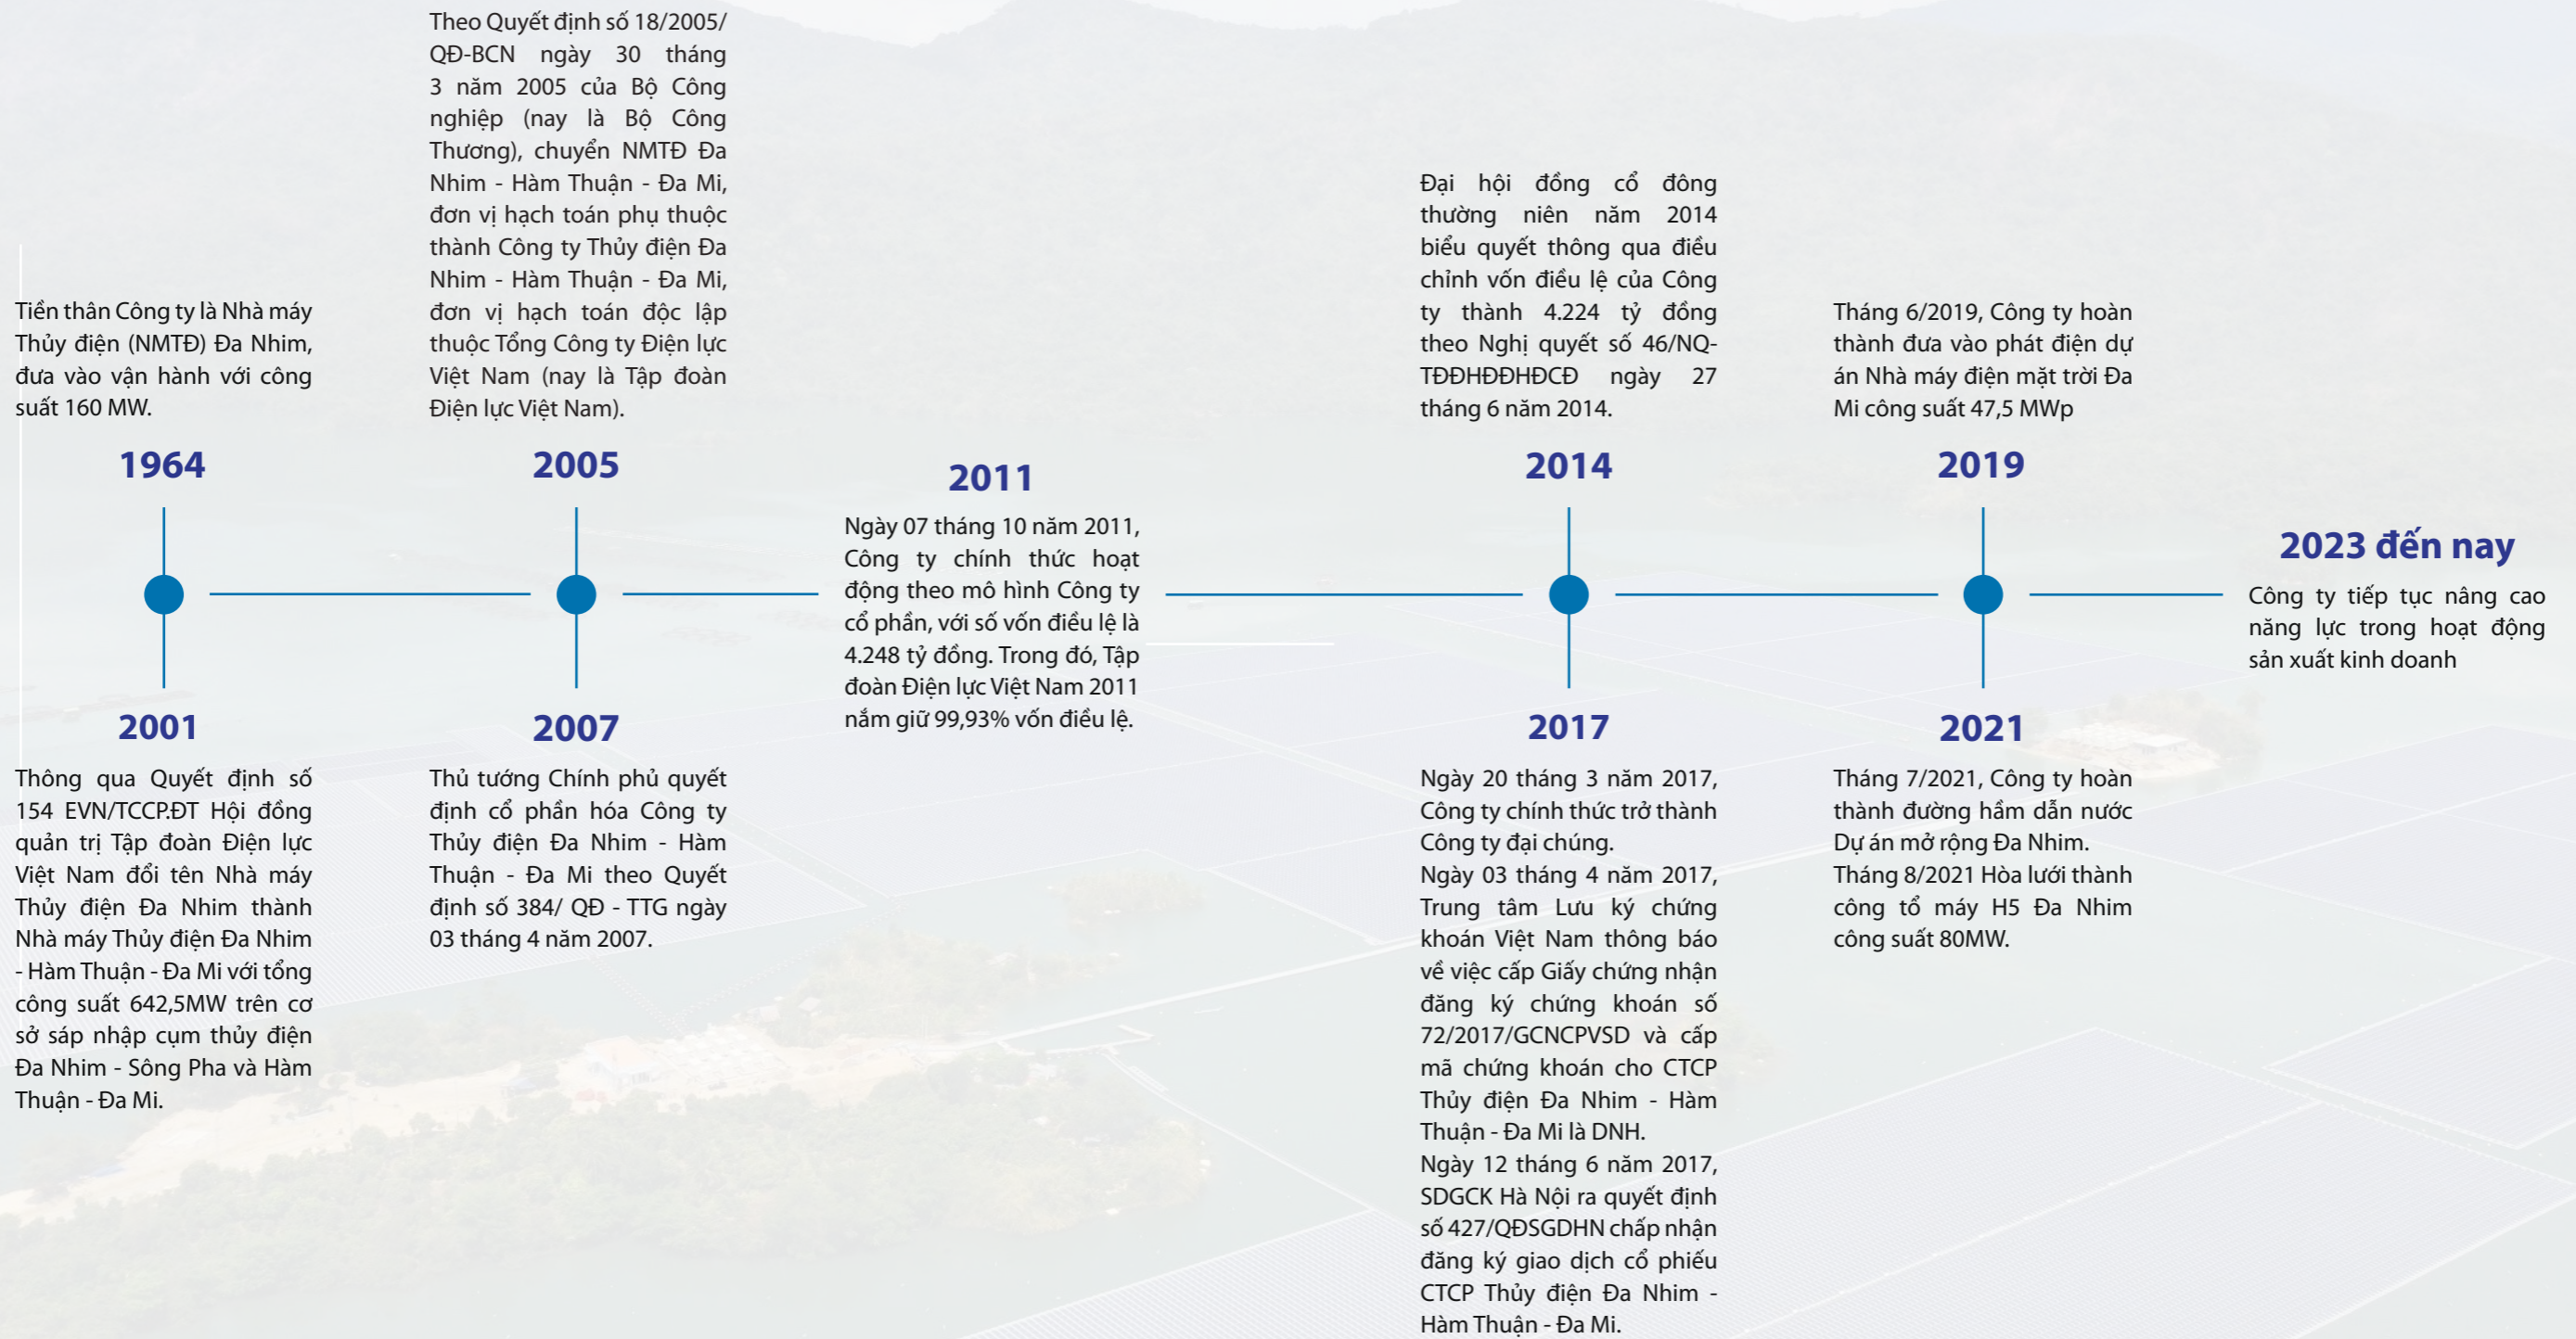 Tiền thân Công ty là Nhà máy
Thủy điện (NMTĐ) Đa Nhim,
đưa vào vận hành với công
suất 160 MW.
1964
2001
Thông qua Quyết định số
154 EVN/TCCP.ĐT Hội đồng
quản trị Tập đoàn Điện lực
Việt Nam đổi tên Nhà máy
Thủy điện Đa Nhim thành
Nhà máy Thủy điện Đa Nhim
- Hàm Thuận - Đa Mi với tổng
công suất 642,5MW trên cơ
sở sáp nhập cụm thủy điện
Đa Nhim - Sông Pha và Hàm
Thuận - Đa Mi.
Theo Quyết định số 18/2005/
QĐ-BCN ngày 30 tháng
3 năm 2005 của Bộ Công
nghiệp (nay là Bộ Công
Thương), chuyển NMTĐ Đa
Nhim - Hàm Thuận - Đa Mi,
đơn vị hạch toán phụ thuộc
thành Công ty Thủy điện Đa
Nhim - Hàm Thuận - Đa Mi,
đơn vị hạch toán độc lập
thuộc Tổng Công ty Điện lực
Việt Nam (nay là Tập đoàn
Điện lực Việt Nam).
2005
2007
Thủ tướng Chính phủ quyết
định cổ phần hóa Công ty
Thủy điện Đa Nhim - Hàm
Thuận - Đa Mi theo Quyết
định số 384/ QĐ - TTG ngày
03 tháng 4 năm 2007.
2011
Ngày 07 tháng 10 năm 2011,
Công ty chính thức hoạt
động theo mô hình Công ty
cổ phần, với số vốn điều lệ là
4.248 tỷ đồng. Trong đó, Tập
đoàn Điện lực Việt Nam 2011
nắm giữ 99,93% vốn điều lệ.
Đại hội đồng cổ đông
thường niên năm 2014
biểu quyết thông qua điều
chỉnh vốn điều lệ của Công
ty thành 4.224 tỷ đồng
theo Nghị quyết số 46/NQ-
TĐĐHĐĐHĐCĐ ngày 27
tháng 6 năm 2014.
2014
2017
Ngày 20 tháng 3 năm 2017,
Công ty chính thức trở thành
Công ty đại chúng.
Ngày 03 tháng 4 năm 2017,
Trung tâm Lưu ký chứng
khoán Việt Nam thông báo
về việc cấp Giấy chứng nhận
đăng ký chứng khoán số
72/2017/GCNCPVSD và cấp
mã chứng khoán cho CTCP
Thủy điện Đa Nhim - Hàm
Thuận - Đa Mi là DNH.
Ngày 12 tháng 6 năm 2017,
SDGCK Hà Nội ra quyết định
số 427/QĐSGDHN chấp nhận
đăng ký giao dịch cổ phiếu
CTCP Thủy điện Đa Nhim -
Hàm Thuận - Đa Mi.
Tháng 6/2019, Công ty hoàn
thành đưa vào phát điện dự
án Nhà máy điện mặt trời Đa
Mi công suất 47,5 MWp
2019
2021
Tháng 7/2021, Công ty hoàn
thành đường hầm dẫn nước
Dự án mở rộng Đa Nhim.
Tháng 8/2021 Hòa lưới thành
công tổ máy H5 Đa Nhim
công suất 80MW.
2023 đến nay
Công ty tiếp tục nâng cao
năng lực trong hoạt động
sản xuất kinh doanh